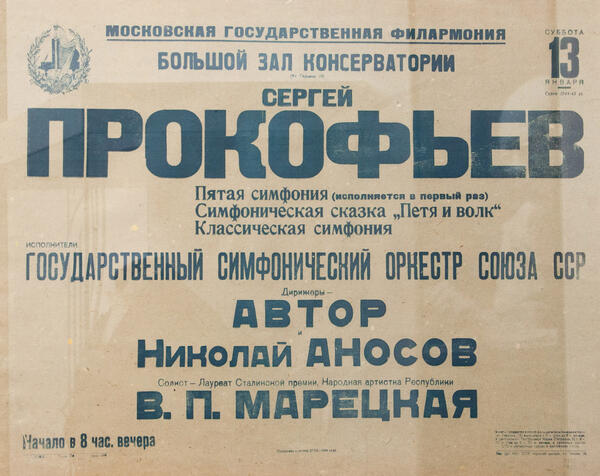 МОСКОВСКАЯ ГОСУДАРСТВЕННАЯ ФИЛАРМОНИЯ
БОЛЬШОЙ ЗАЛ КОНСЕРВАТОРИИ
СУББОТА
13
ЯНВАРЯ
СЕРГЕЙ
ПРОКОФЬЕВ
Пятая симфония (исполняется в первый раз)
Симфоническая сказка „Петя и волк“
Классическая симфония
ИСПОЛНИТЕЛИ:
ГОСУДАРСТВЕННЫЙ СИМФОНИЧЕСКИЙ ОРКЕСТР СОЮЗА ССР
Дирижеры—
АВТОР
и
Николай АНОСОВ
Солист — Лауреат Сталинской премии, Народная артистка Республики
В. П. МАРЕЦКАЯ
Начало в 8 час. вечера